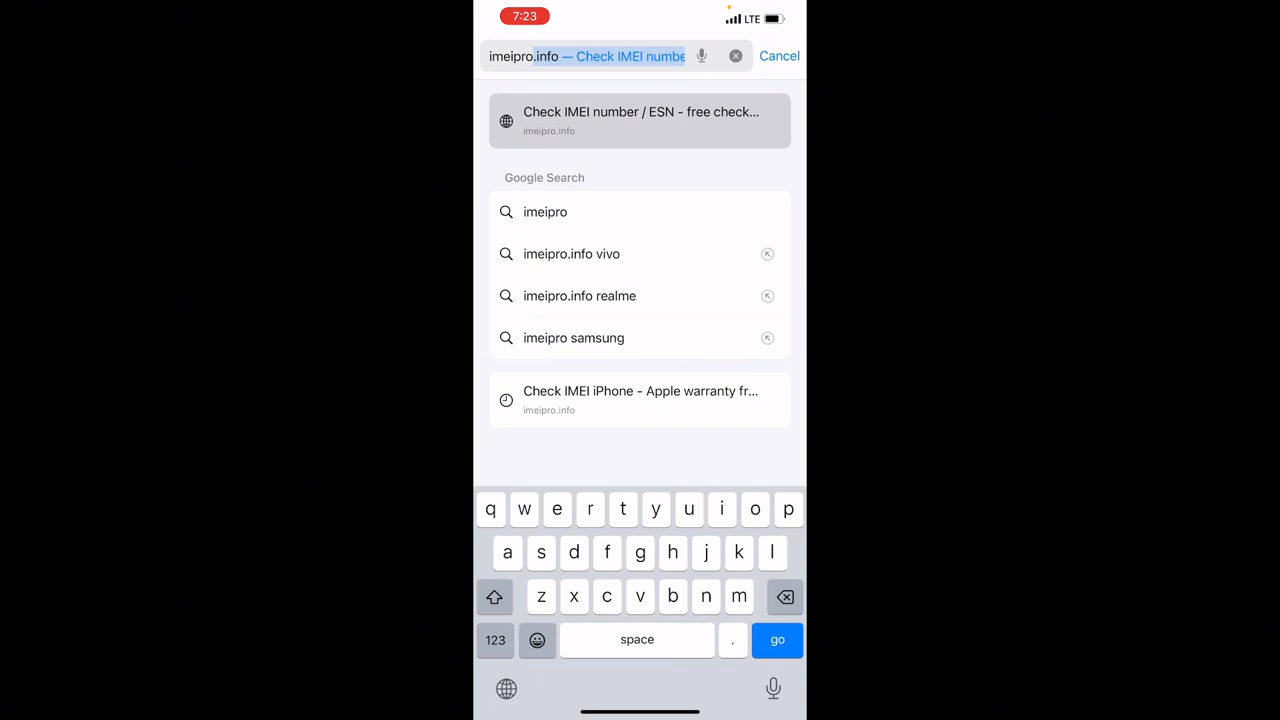 7:23
LTE
imeipro.info — Check IMEI numbe
Cancel
Check IMEI number / ESN - free check...
imeipro.info
Google Search
imeipro
imeipro.info vivo
imeipro.info realme
imeipro samsung
Check IMEI iPhone - Apple warranty fr...
imeipro.info
q w e r t y u i o p
a s d f g h j k l
z x c v b n m
123 space . go